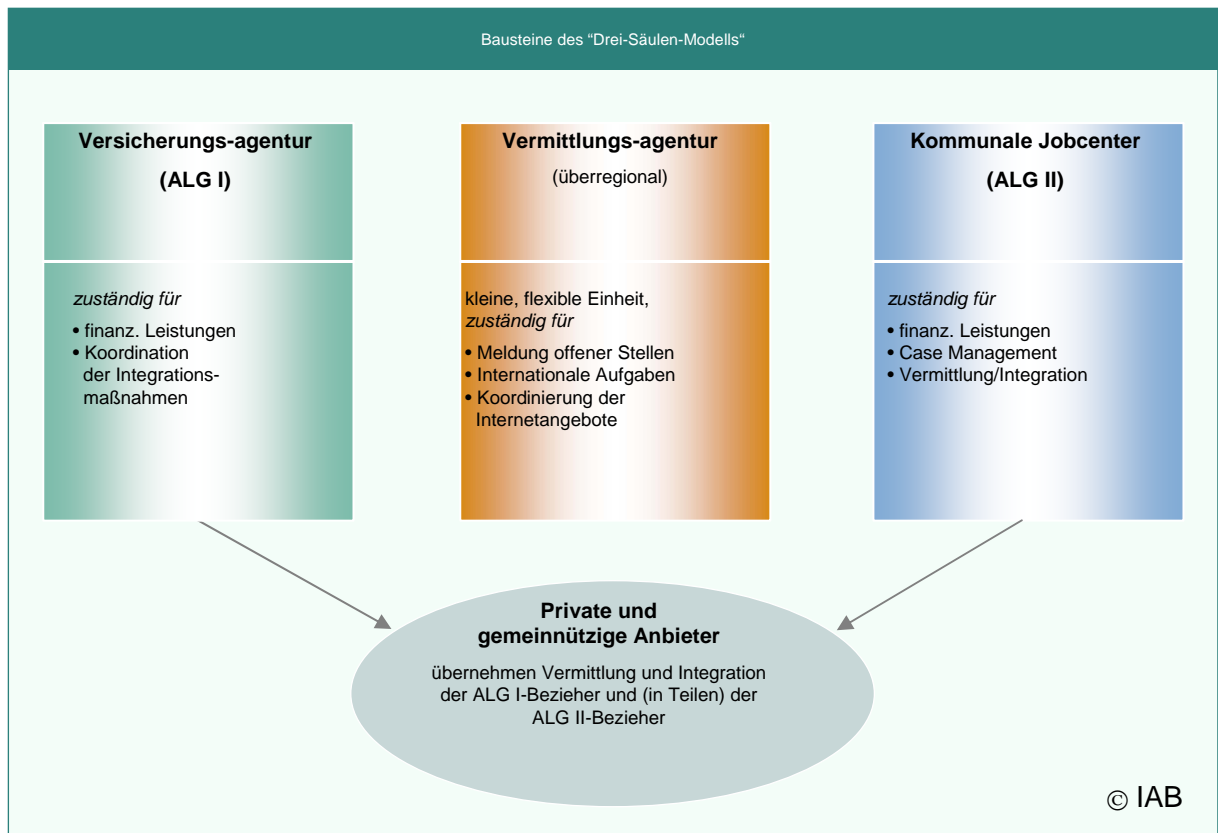 Bausteine des “Drei-Säulen-Modells“
Versicherungs-agentur
(ALG I)
zuständig für
• finanz. Leistungen
• Koordination
der Integrations-
maßnahmen
Vermittlungs-agentur
(überregional)
kleine, flexible Einheit,
zuständig für
• Meldung offener Stellen
• Internationale Aufgaben
• Koordinierung der
Internetangebote
Kommunale Jobcenter
(ALG II)
zuständig für
• finanz. Leistungen
• Case Management
• Vermittlung/Integration
Private und
gemeinnützige Anbieter
übernehmen Vermittlung und Integration
der ALG I-Bezieher und (in Teilen) der
ALG II-Bezieher
© IAB